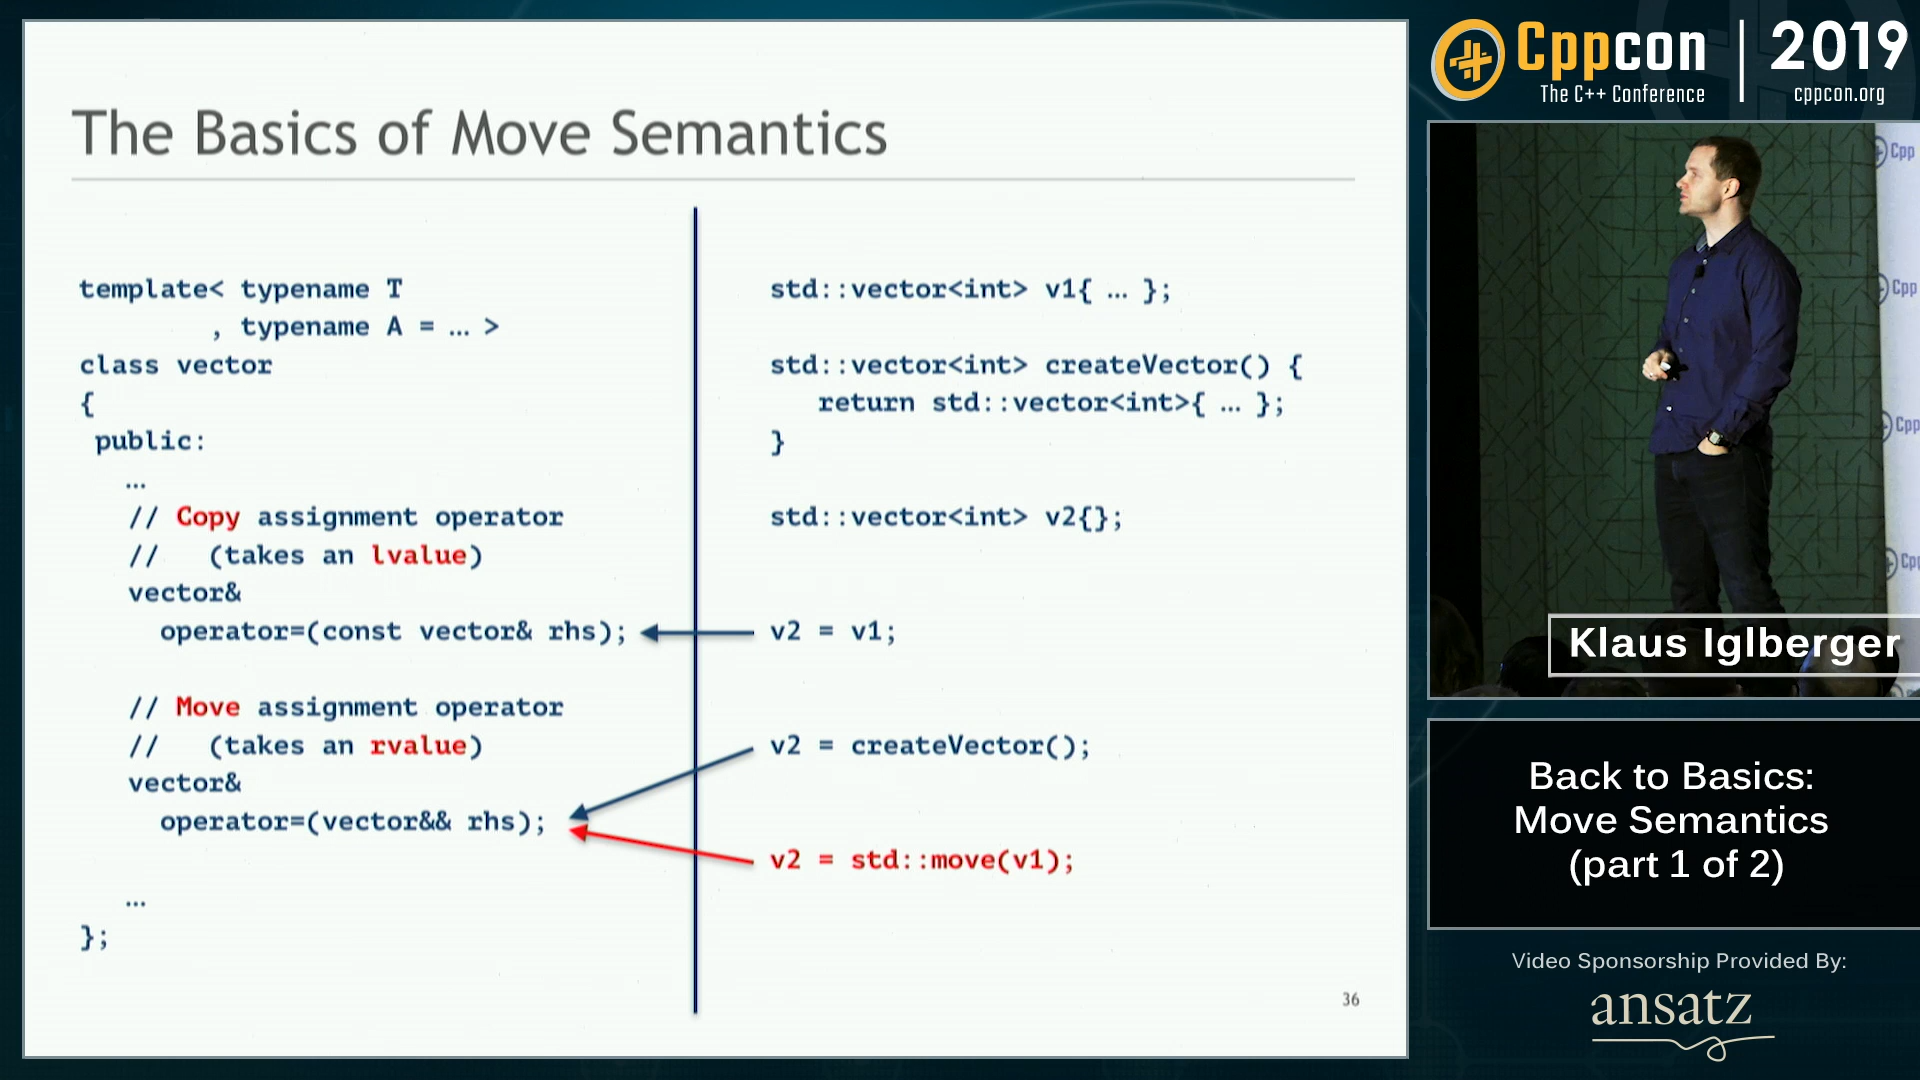 The Basics of Move Semantics
template< typename T
, typename A = … >
class vector
{
public:
…
// Copy assignment operator
// (takes an lvalue)
vector&
operator=(const vector& rhs);
// Move assignment operator
// (takes an rvalue)
vector&
operator=(vector&& rhs);
…
};
std::vector<int> v1{ … };
std::vector<int> createVector() {
return std::vector<int>{ … };
}
std::vector<int> v2{};
v2 = v1;
v2 = createVector();
v2 = std::move(v1);
36
Cppcon | 2019
The C++ Conference
cppcon.org
Cpp
Cpp
Cpp
Cpp
Klaus Iglberger
Back to Basics:
Move Semantics
(part 1 of 2)
Video Sponsorship Provided By:
ansatz